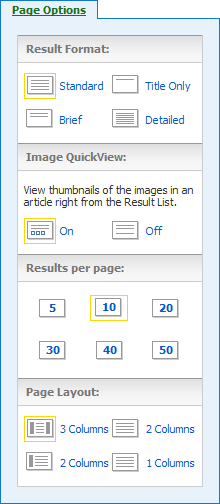 Page Options
Result Format:
Standard Title Only
Brief Detailed
Image QuickView:
View thumbnails of the images in an
article right from the Result List.
On Off
Results per page:
5 10 20
30 40 50
Page Layout:
3 Columns 2 Columns
2 Columns 1 Columns